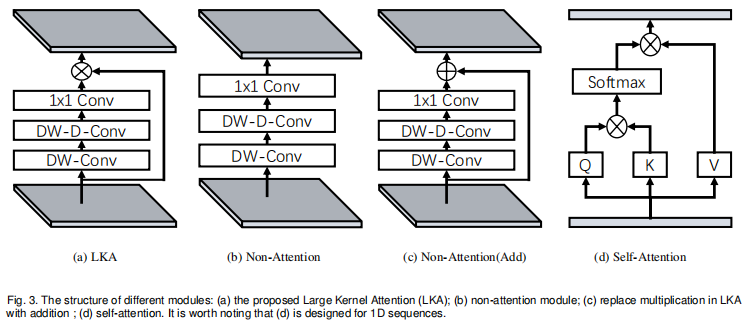 1x1 Conv
DW-D-Conv
DW-Conv
(a) LKA
1x1 Conv
DW-D-Conv
DW-Conv
(b) Non-Attention
1x1 Conv
DW-D-Conv
DW-Conv
(c) Non-Attention(Add)
Softmax
Q K V
(d) Self-Attention
Fig. 3. The structure of different modules: (a) the proposed Large Kernel Attention (LKA); (b) non-attention module; (c) replace multiplication in LKA
with addition ; (d) self-attention. It is worth noting that (d) is designed for 1D sequences.